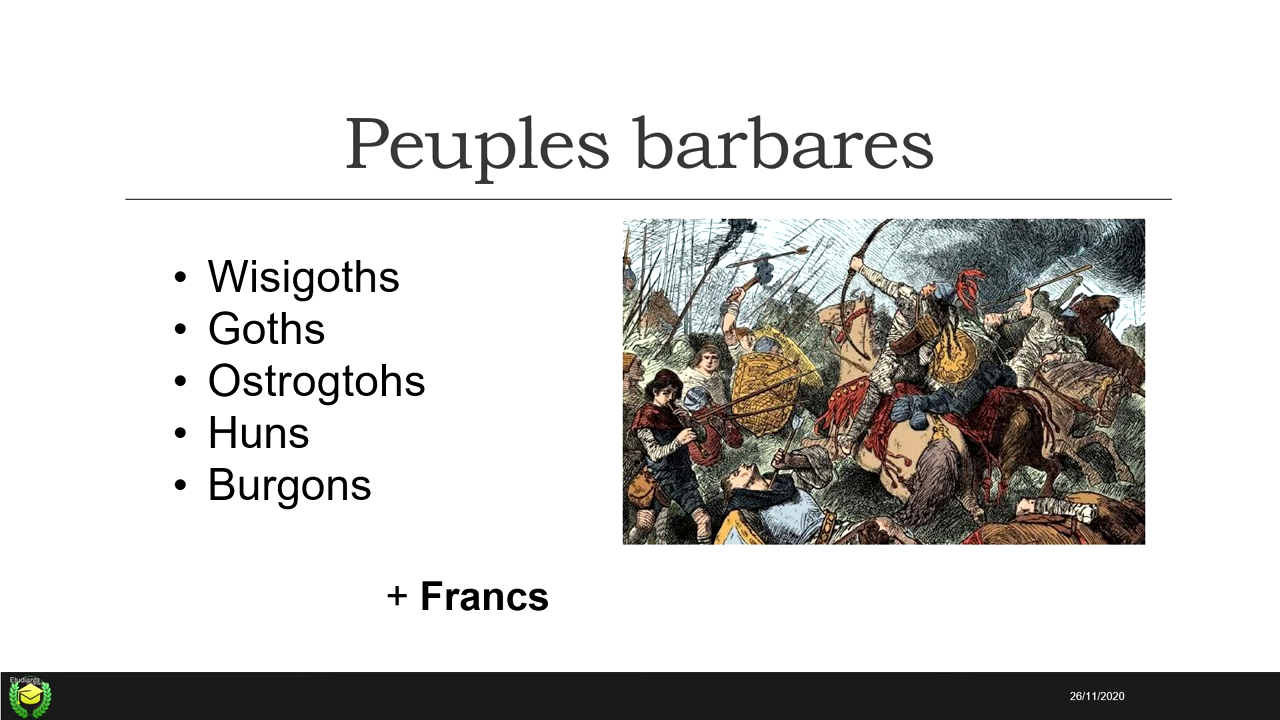 Peuples barbares
• Wisigoths
• Goths
• Ostrogtohs
• Huns
• Burgons
+ Francs
26/11/2020